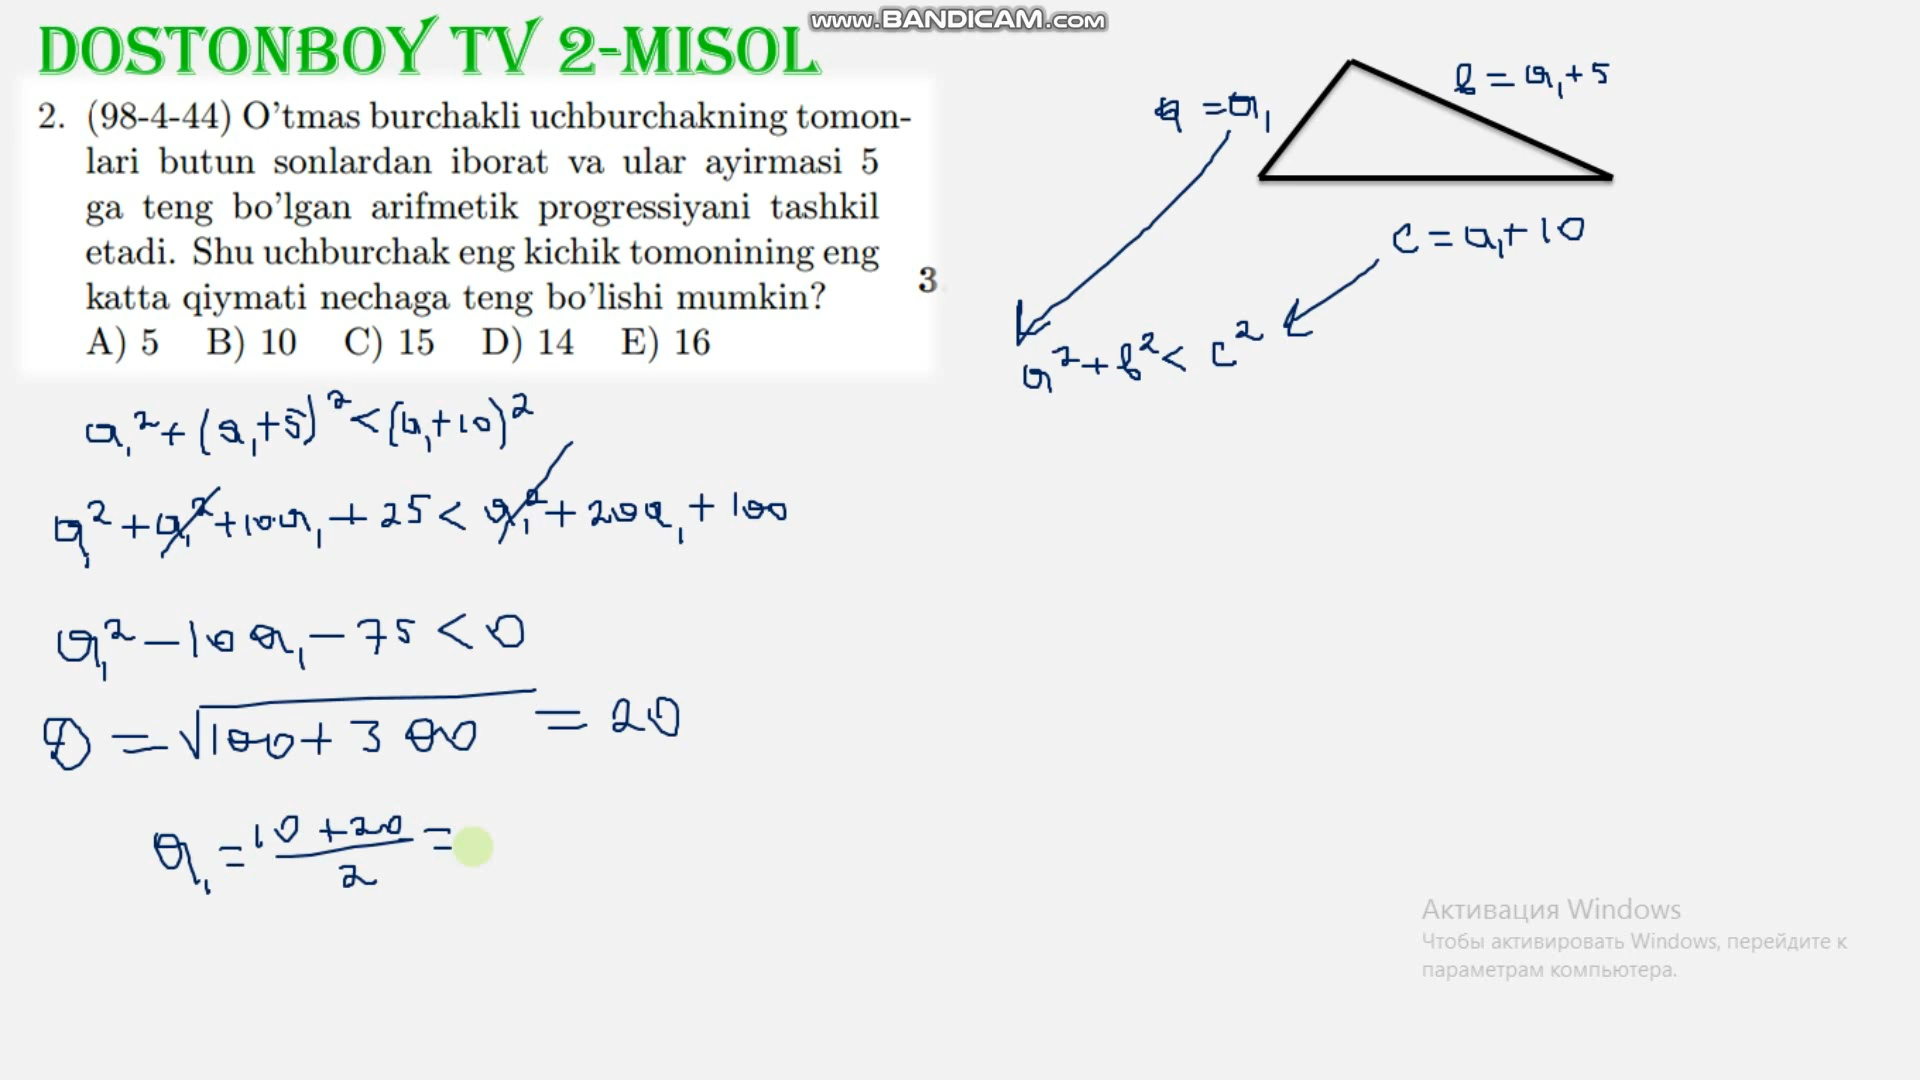 www.BANDICAM.com
DOSTONBOY TV 2-MISOL
2. (98-4-44) O'tmas burchakli uchburchakning tomon-
lari butun sonlardan iborat va ular ayirmasi 5
ga teng bo'lgan arifmetik progressiyani tashkil
etadi. Shu uchburchak eng kichik tomonining eng
katta qiymati nechaga teng bo'lishi mumkin?
A) 5 B) 10 C) 15 D) 14 E) 16
3.
a = a₁
b = a₁+5
c = a₁+10
a²+b² < c²
a₁²+(a₁+5)²<(a₁+10)²
a₁²+a₁²+10·a₁+25<a₁²+20a₁+100
a₁²-10a₁-75<0
D=√100+300=20
a₁=10+20/2=
Активация Windows
Чтобы активировать Windows, перейдите к
параметрам компьютера.